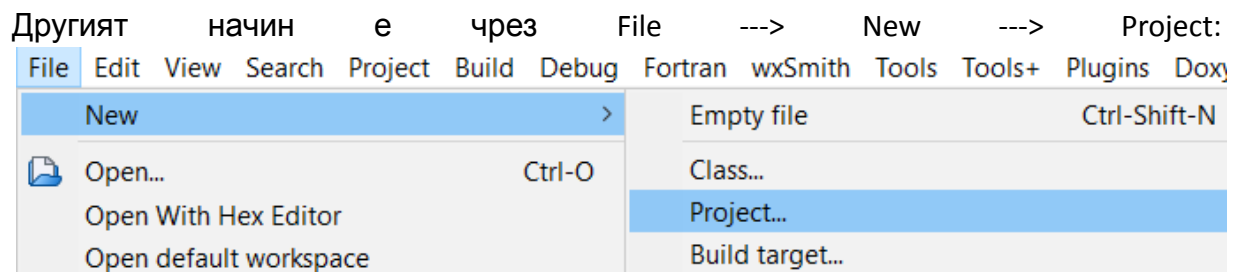 Другият начин е чрез File ---> New ---> Project:
File Edit View Search Project Build Debug Fortran wxSmith Tools Tools+ Plugins Doxy
New > Empty file Ctrl-Shift-N
Open... Ctrl-O Class...
Open With Hex Editor Project...
Open default workspace Build target...